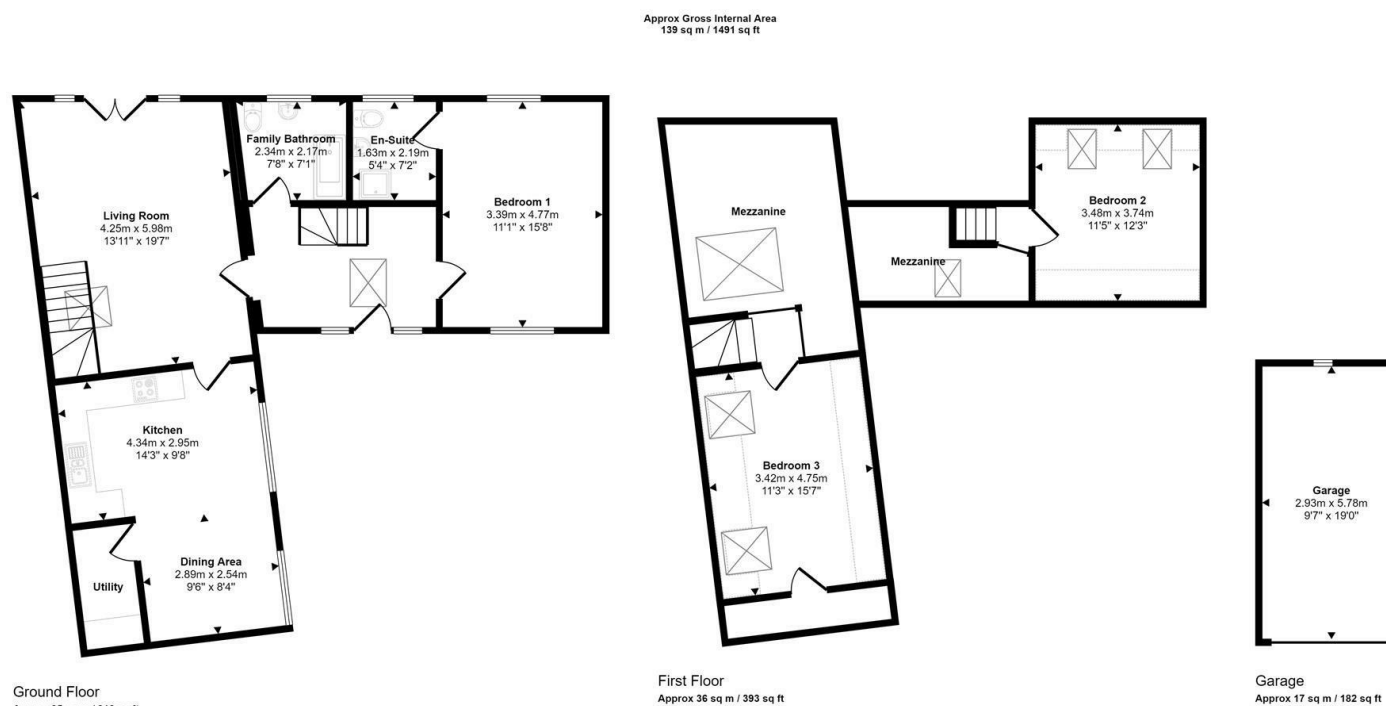 Approx Gross Internal Area
139 sq m / 1491 sq ft
Family Bathroom
2.34m x 2.17m
7'8" x 7'1"
En-Suite
1.63m x 2.19m
5'4" x 7'2"
Bedroom 1
3.39m x 4.77m
11'1" x 15'8"
Living Room
4.25m x 5.98m
13'11" x 19'7"
Kitchen
4.34m x 2.95m
14'3" x 9'8"
Dining Area
2.89m x 2.54m
9'6" x 8'4"
Utility
Ground Floor
Mezzanine
Mezzanine
Bedroom 2
3.48m x 3.74m
11'5" x 12'3"
Bedroom 3
3.42m x 4.75m
11'3" x 15'7"
First Floor
Approx 36 sq m / 393 sq ft
Garage
2.93m x 5.78m
9'7" x 19'0"
Garage
Approx 17 sq m / 182 sq ft